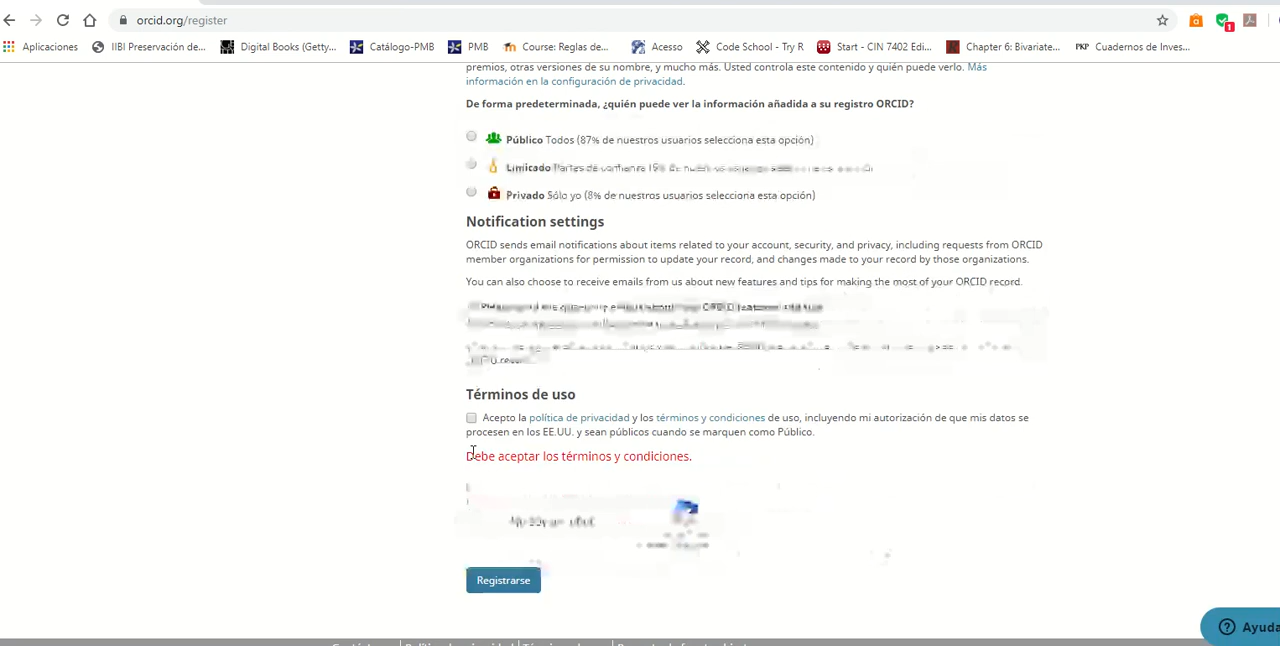 orcid.org/register
Aplicaciones IIBI Preservación de... Digital Books (Getty... Catálogo-PMB PMB Course: Reglas de... Acesso Code School - Try R Start - CIN 7402 Edi... Chapter 6: Bivariate... PKP Cuadernos de Inves...
premios, otras versiones de su nombre, y mucho más. Usted controla este contenido y quién puede verlo. Más
información en la configuración de privacidad.
De forma predeterminada, ¿quién puede ver la información añadida a su registro ORCID?
Público Todos (87% de nuestros usuarios selecciona esta opción)
Limitado Partes de confianza
Privado Sólo yo (8% de nuestros usuarios selecciona esta opción)
Notification settings
ORCID sends email notifications about items related to your account, security, and privacy, including requests from ORCID
member organizations for permission to update your record, and changes made to your record by those organizations.
You can also choose to receive emails from us about new features and tips for making the most of your ORCID record.
Términos de uso
Acepto la política de privacidad y los términos y condiciones de uso, incluyendo mi autorización de que mis datos se
procesen en los EE.UU. y sean públicos cuando se marquen como Público.
Debe aceptar los términos y condiciones.
Registrarse
Ayuda